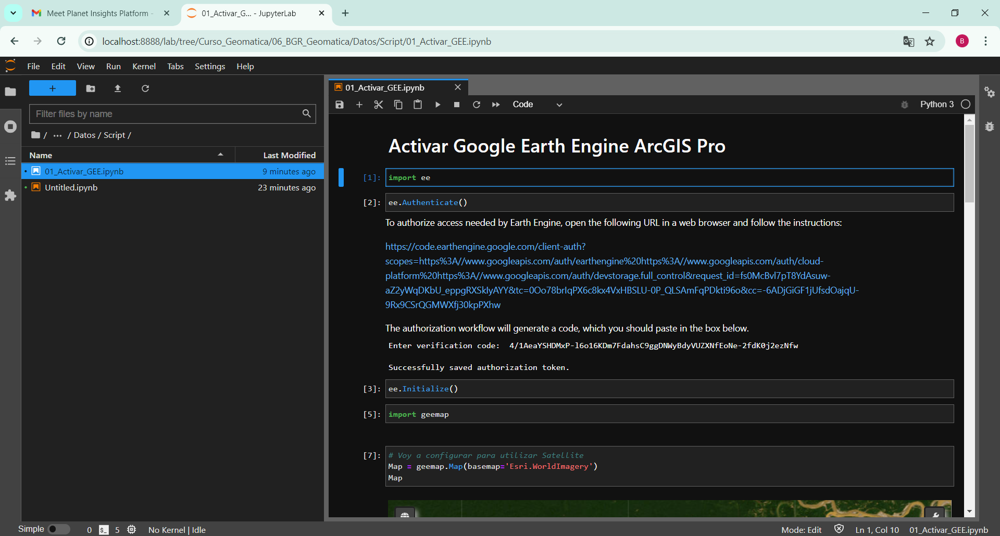 Meet Planet Insights Platform -
01_Activar_G... - JupyterLab
localhost:8888/lab/tree/Curso_Geomatica/06_BGR_Geomatica/Datos/Script/01_Activar_GEE.ipynb
B
File Edit View Run Kernel Tabs Settings Help
Filter files by name
/ ... / Datos / Script /
Name Last Modified
01_Activar_GEE.ipynb 9 minutes ago
Untitled.ipynb 23 minutes ago
01_Activar_GEE.ipynb
Code
Python 3
Activar Google Earth Engine ArcGIS Pro
[1]: import ee
[2]: ee.Authenticate()
To authorize access needed by Earth Engine, open the following URL in a web browser and follow the instructions:
https://code.earthengine.google.com/client-auth?
scopes=https%3A//www.googleapis.com/auth/earthengine%20https%3A//www.googleapis.com/auth/cloud-
platform%20https%3A//www.googleapis.com/auth/devstorage.full_control&request_id=fs0McBvl7pT8YdAsuw-
aZ2yWqDKbU_eppgRXSklyAYY&tc=0Oo78brIqPX6c8kx4VxHBSLU-0P_QLSAmFqPDkti96o&cc=-6ADjGiGF1jUfsdOajqU-
9Rx9CSrQGMWXfj30kpPXhw
The authorization workflow will generate a code, which you should paste in the box below.
Enter verification code: 4/1AeaYSHDMxP-l6o16KDm7FdahsC9ggDNWyBdyVUZXNfEoNe-2fdK0j2ezNfw
Successfully saved authorization token.
[3]: ee.Initialize()
[5]: import geemap
[7]: # Voy a configurar para utilizar Satellite
Map = geemap.Map(basemap='Esri.WorldImagery')
Map
Simple 0 5 No Kernel | Idle
Mode: Edit Ln 1, Col 10 01_Activar_GEE.ipynb